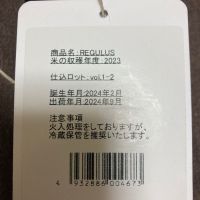 商品名:REGULUS
米の収穫年度:2023
仕込ロット:vol.1-2
誕生年月:2024年2月
出荷年月:2024年9月
注意事項
火入処理をしておりますが、
冷蔵保管を推奨いたします。
4 932886 004673